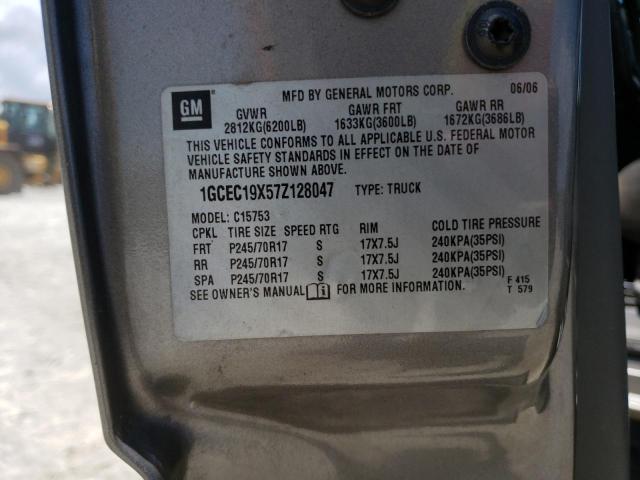 GM MFD BY GENERAL MOTORS CORP. 06/06
GVWR GAWR FRT GAWR RR
2812KG(6200LB) 1633KG(3600LB) 1672KG(3686LB)
THIS VEHICLE CONFORMS TO ALL APPLICABLE U.S. FEDERAL MOTOR
VEHICLE SAFETY STANDARDS IN EFFECT ON THE DATE OF
MANUFACTURE SHOWN ABOVE.
1GCEC19X57Z128047 TYPE: TRUCK
MODEL: C15753
CPKL TIRE SIZE SPEED RTG RIM COLD TIRE PRESSURE
FRT P245/70R17 S 17X7.5J 240KPA(35PSI)
RR P245/70R17 S 17X7.5J 240KPA(35PSI)
SPA P245/70R17 S 17X7.5J 240KPA(35PSI)
SEE OWNER'S MANUAL FOR MORE INFORMATION. F 415
T 579